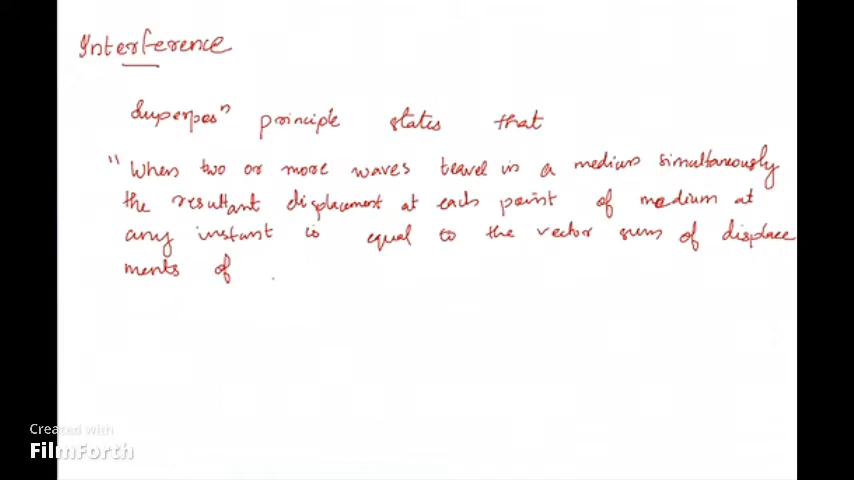 Interference
Superposⁿ principle states that
"When two or more waves travel in a medium simultaneously
the resultant displacement at each point of medium at
any instant is equal to the vector sum of displace
ments of
Created with
FilmForth